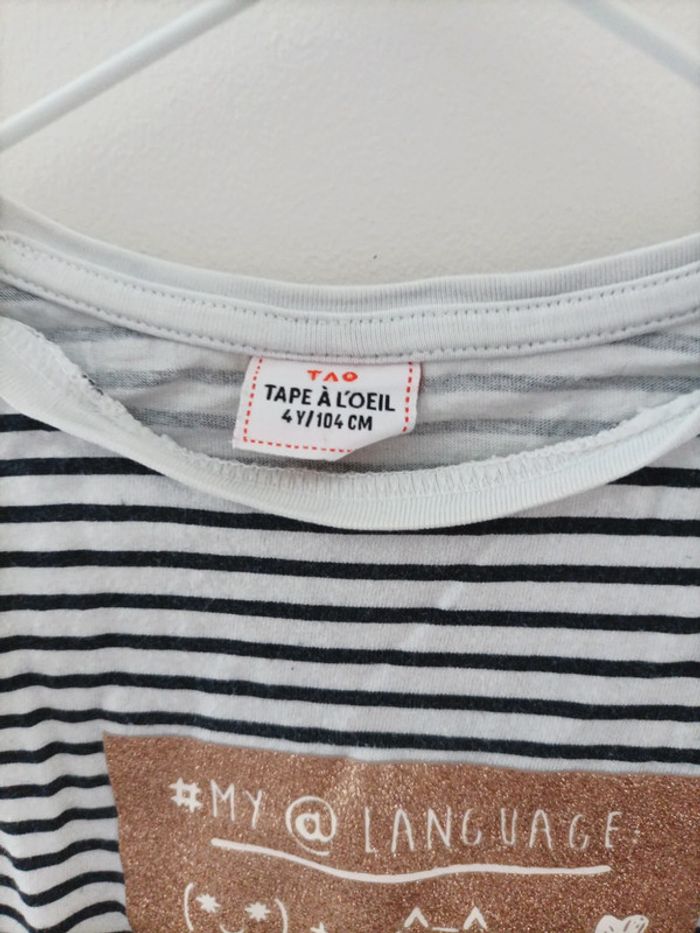 TAO
TAPE À L'OEIL
4Y/104 CM
#MY @ LANGUAGE:
(*‿*) + ^_^